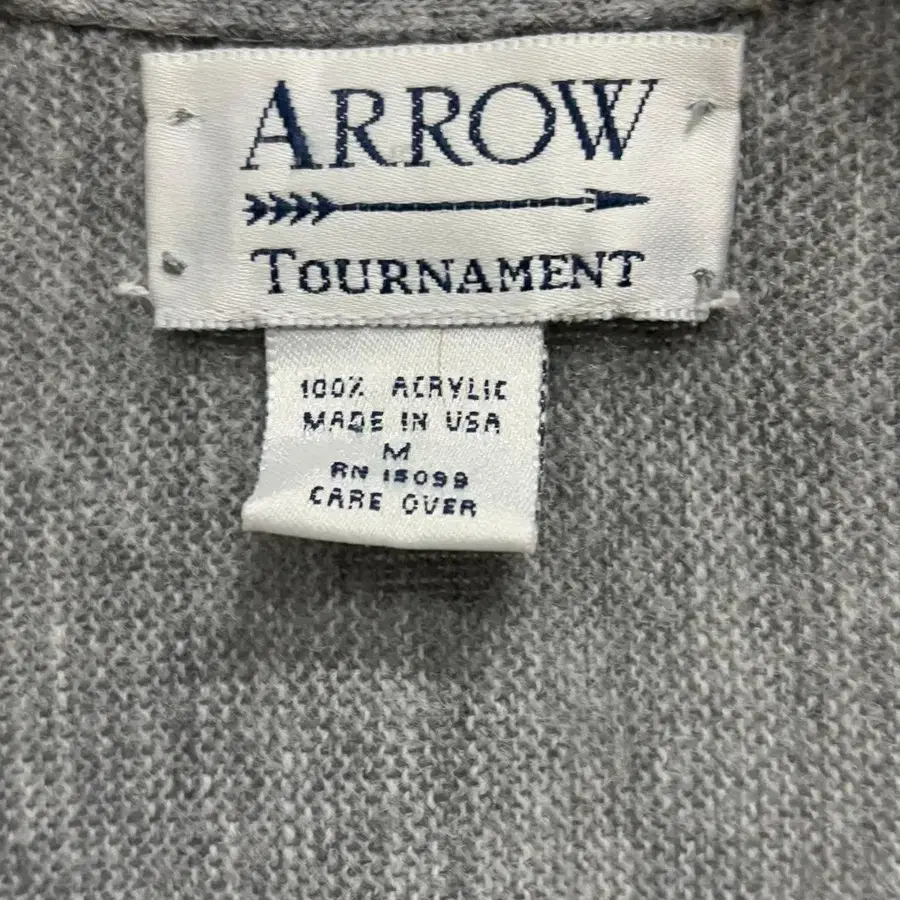 ARROW
TOURNAMENT
100% ACRYLIC
MADE IN USA
M
RN 15099
CARE OVER